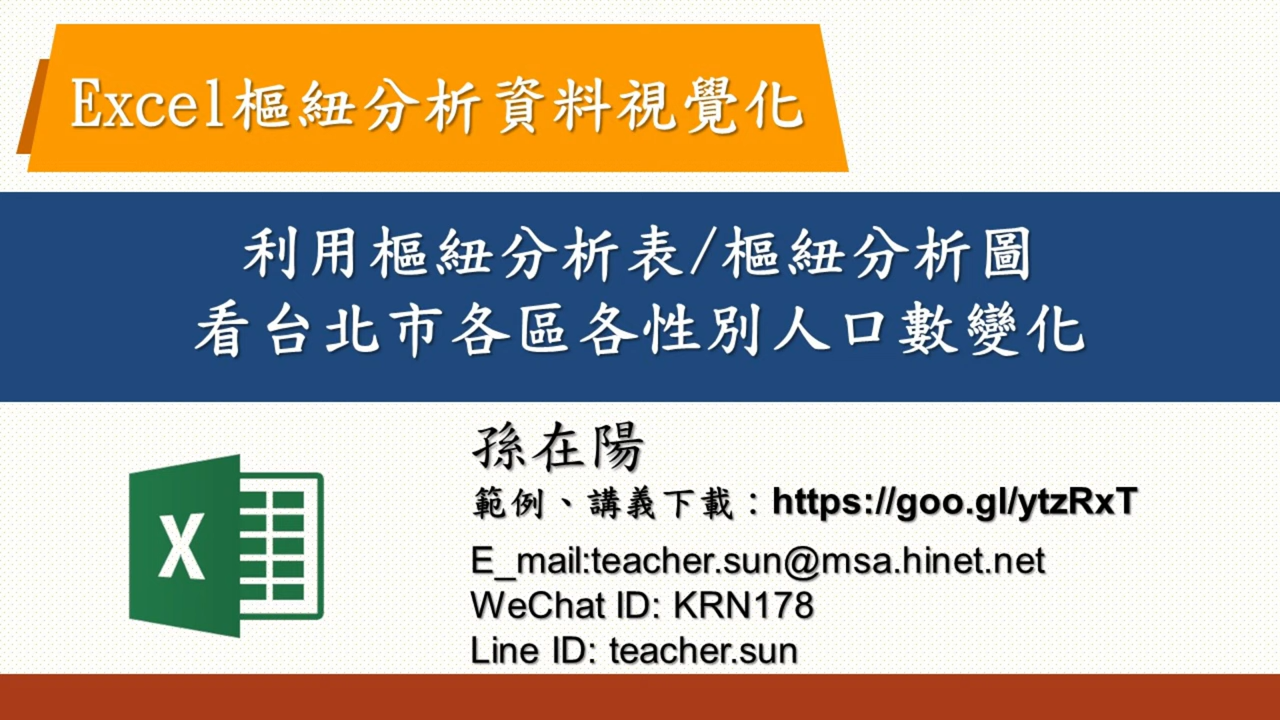 Excel樞紐分析資料視覺化
利用樞紐分析表/樞紐分析圖
看台北市各區各性別人口數變化
孫在陽
範例、講義下載：https://goo.gl/ytzRxT
E_mail:teacher.sun@msa.hinet.net
WeChat ID: KRN178
Line ID: teacher.sun
X